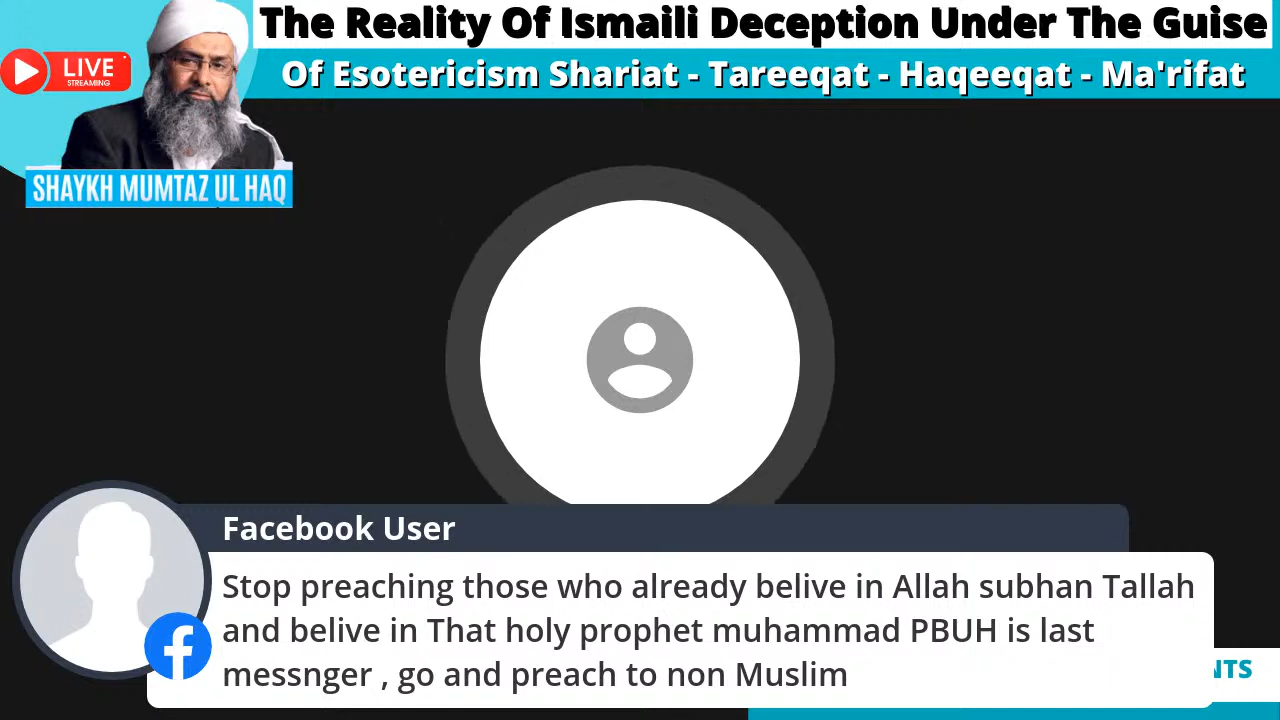 The Reality Of Ismaili Deception Under The Guise
Of Esotericism Shariat - Tareeqat - Haqeeqat - Ma'rifat
LIVE
STREAMING
SHAYKH MUMTAZ UL HAQ
Facebook User
Stop preaching those who already belive in Allah subhan Tallah
and belive in That holy prophet muhammad PBUH is last
messnger , go and preach to non Muslim